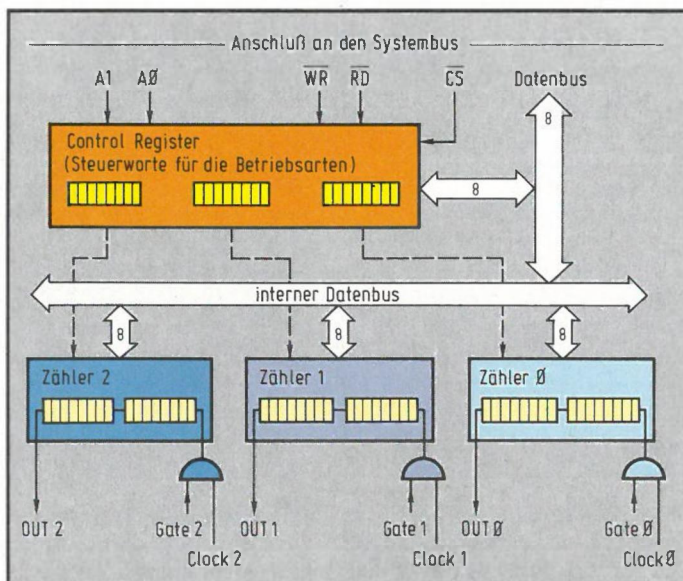 Anschluß an den Systembus
A1 AØ WR RD CS Datenbus
8
Control Register
(Steuerworte für die Betriebsarten)
8
interner Datenbus
8 8 8
Zähler 2 Zähler 1 Zähler Ø
OUT 2 Gate 2 OUT 1 Gate 1 OUT Ø Gate Ø
Clock 2 Clock 1 Clock Ø